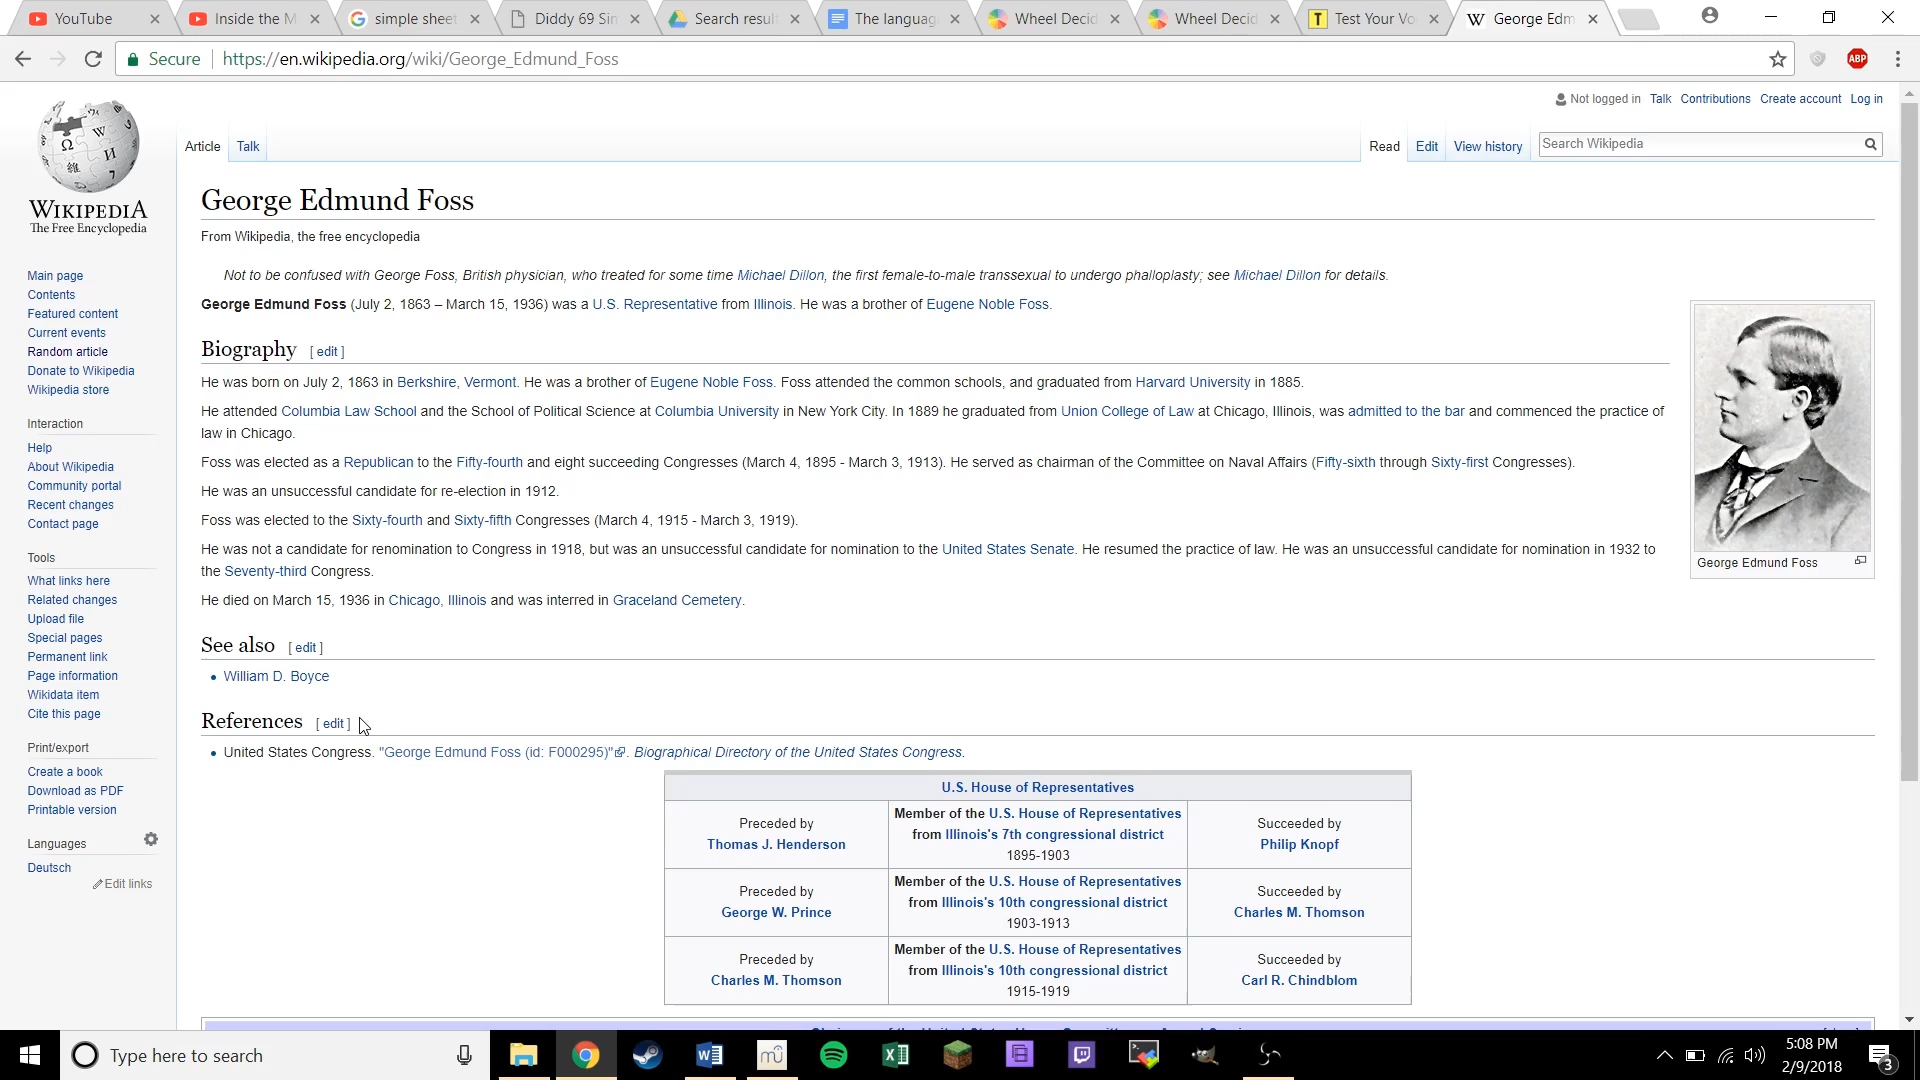 YouTube
Inside the M
simple sheet
Diddy 69 Sim
Search result
The language
Wheel Decid
Wheel Decid
Test Your Vo
George Edm
Secure https://en.wikipedia.org/wiki/George_Edmund_Foss
ABP
Not logged in Talk Contributions Create account Log in
Article Talk Read Edit View history Search Wikipedia
WIKIPEDIA
The Free Encyclopedia
Main page
Contents
Featured content
Current events
Random article
Donate to Wikipedia
Wikipedia store
Interaction
Help
About Wikipedia
Community portal
Recent changes
Contact page
Tools
What links here
Related changes
Upload file
Special pages
Permanent link
Page information
Wikidata item
Cite this page
Print/export
Create a book
Download as PDF
Printable version
Languages
Deutsch
Edit links
George Edmund Foss
From Wikipedia, the free encyclopedia
Not to be confused with George Foss, British physician, who treated for some time Michael Dillon, the first female-to-male transsexual to undergo phalloplasty; see Michael Dillon for details.
George Edmund Foss (July 2, 1863 – March 15, 1936) was a U.S. Representative from Illinois. He was a brother of Eugene Noble Foss.
Biography [ edit ]
He was born on July 2, 1863 in Berkshire, Vermont. He was a brother of Eugene Noble Foss. Foss attended the common schools, and graduated from Harvard University in 1885.
He attended Columbia Law School and the School of Political Science at Columbia University in New York City. In 1889 he graduated from Union College of Law at Chicago, Illinois, was admitted to the bar and commenced the practice of
law in Chicago.
Foss was elected as a Republican to the Fifty-fourth and eight succeeding Congresses (March 4, 1895 - March 3, 1913). He served as chairman of the Committee on Naval Affairs (Fifty-sixth through Sixty-first Congresses).
He was an unsuccessful candidate for re-election in 1912.
Foss was elected to the Sixty-fourth and Sixty-fifth Congresses (March 4, 1915 - March 3, 1919).
He was not a candidate for renomination to Congress in 1918, but was an unsuccessful candidate for nomination to the United States Senate. He resumed the practice of law. He was an unsuccessful candidate for nomination in 1932 to
the Seventy-third Congress.
He died on March 15, 1936 in Chicago, Illinois and was interred in Graceland Cemetery.
George Edmund Foss
See also [ edit ]
William D. Boyce
References [ edit ]
United States Congress. "George Edmund Foss (id: F000295)". Biographical Directory of the United States Congress.
U.S. House of Representatives
Preceded by
Thomas J. Henderson
Member of the U.S. House of Representatives
from Illinois's 7th congressional district
1895-1903
Succeeded by
Philip Knopf
Preceded by
George W. Prince
Member of the U.S. House of Representatives
from Illinois's 10th congressional district
1903-1913
Succeeded by
Charles M. Thomson
Preceded by
Charles M. Thomson
Member of the U.S. House of Representatives
from Illinois's 10th congressional district
1915-1919
Succeeded by
Carl R. Chindblom
Type here to search
5:08 PM
2/9/2018
3